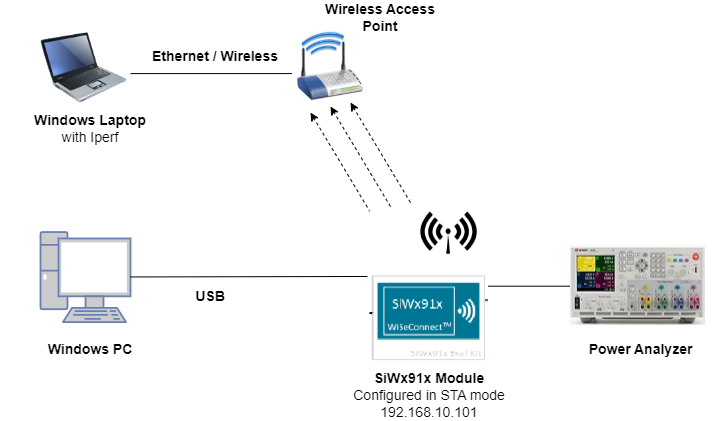 Wireless Access
Point
Ethernet / Wireless
Windows Laptop
with Iperf
USB
SiWx91x
WiSeConnect™
SiWx91x Eval Kit
Windows PC
Power Analyzer
SiWx91x Module
Configured in STA mode
192.168.10.101